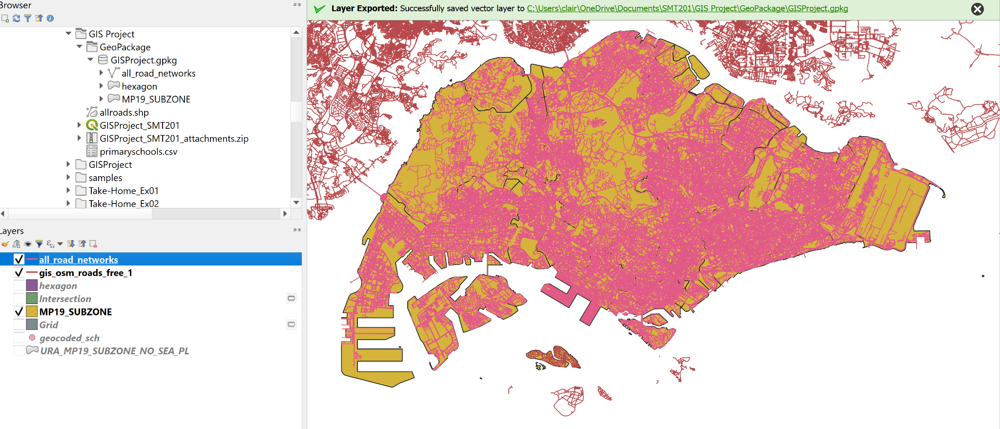 Browser
Layer Exported: Successfully saved vector layer to C:\Users\clair\OneDrive\Documents\SMT201\GIS Project\GeoPackage\GISProject.gpkg
GIS Project
GeoPackage
GISProject.gpkg
all_road_networks
hexagon
MP19_SUBZONE
allroads.shp
GISProject_SMT201
GISProject_SMT201_attachments.zip
primaryschools.csv
GISProject
samples
Take-Home_Ex01
Take-Home_Ex02
Layers
all_road_networks
gis_osm_roads_free_1
hexagon
Intersection
MP19_SUBZONE
Grid
geocoded_sch
URA_MP19_SUBZONE_NO_SEA_PL